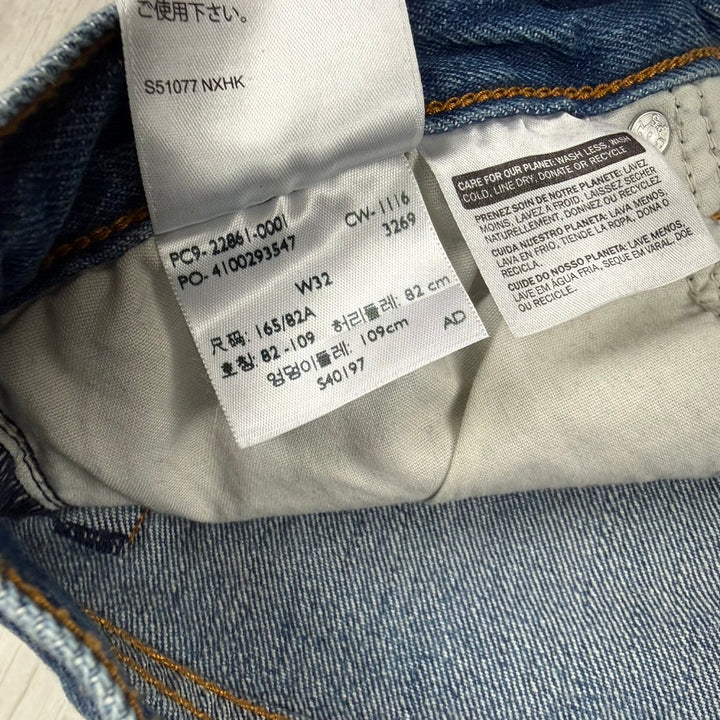 ご使用下さい。
S51077 NXHK
PC9- 22861-0001 CW-1116
PO- 4100293547 3269
W32
尺码: 165/82A
호칭: 82 -109 허리둘레: 82 cm
엉덩이둘레: 109cm AD
S40197
CARE FOR OUR PLANET: WASH LESS, WASH
COLD, LINE DRY, DONATE OR RECYCLE
PRENEZ SOIN DE NOTRE PLANETE: LAVEZ
MOINS, LAVEZ À FROID, LAISSEZ SÉCHER
NATURELLEMENT, DONNEZ OU RECYCLEZ
CUIDA NUESTRO PLANETA: LAVA MENOS,
LAVA EN FRIO, TIENDE LA ROPA, DONA Ó
RECICLA.
CUIDE DO NOSSO PLANETA: LAVE MENOS,
LAVE EM ÁGUA FRIA, SEQUE EM VARAL, DOE
OU RECICLE.